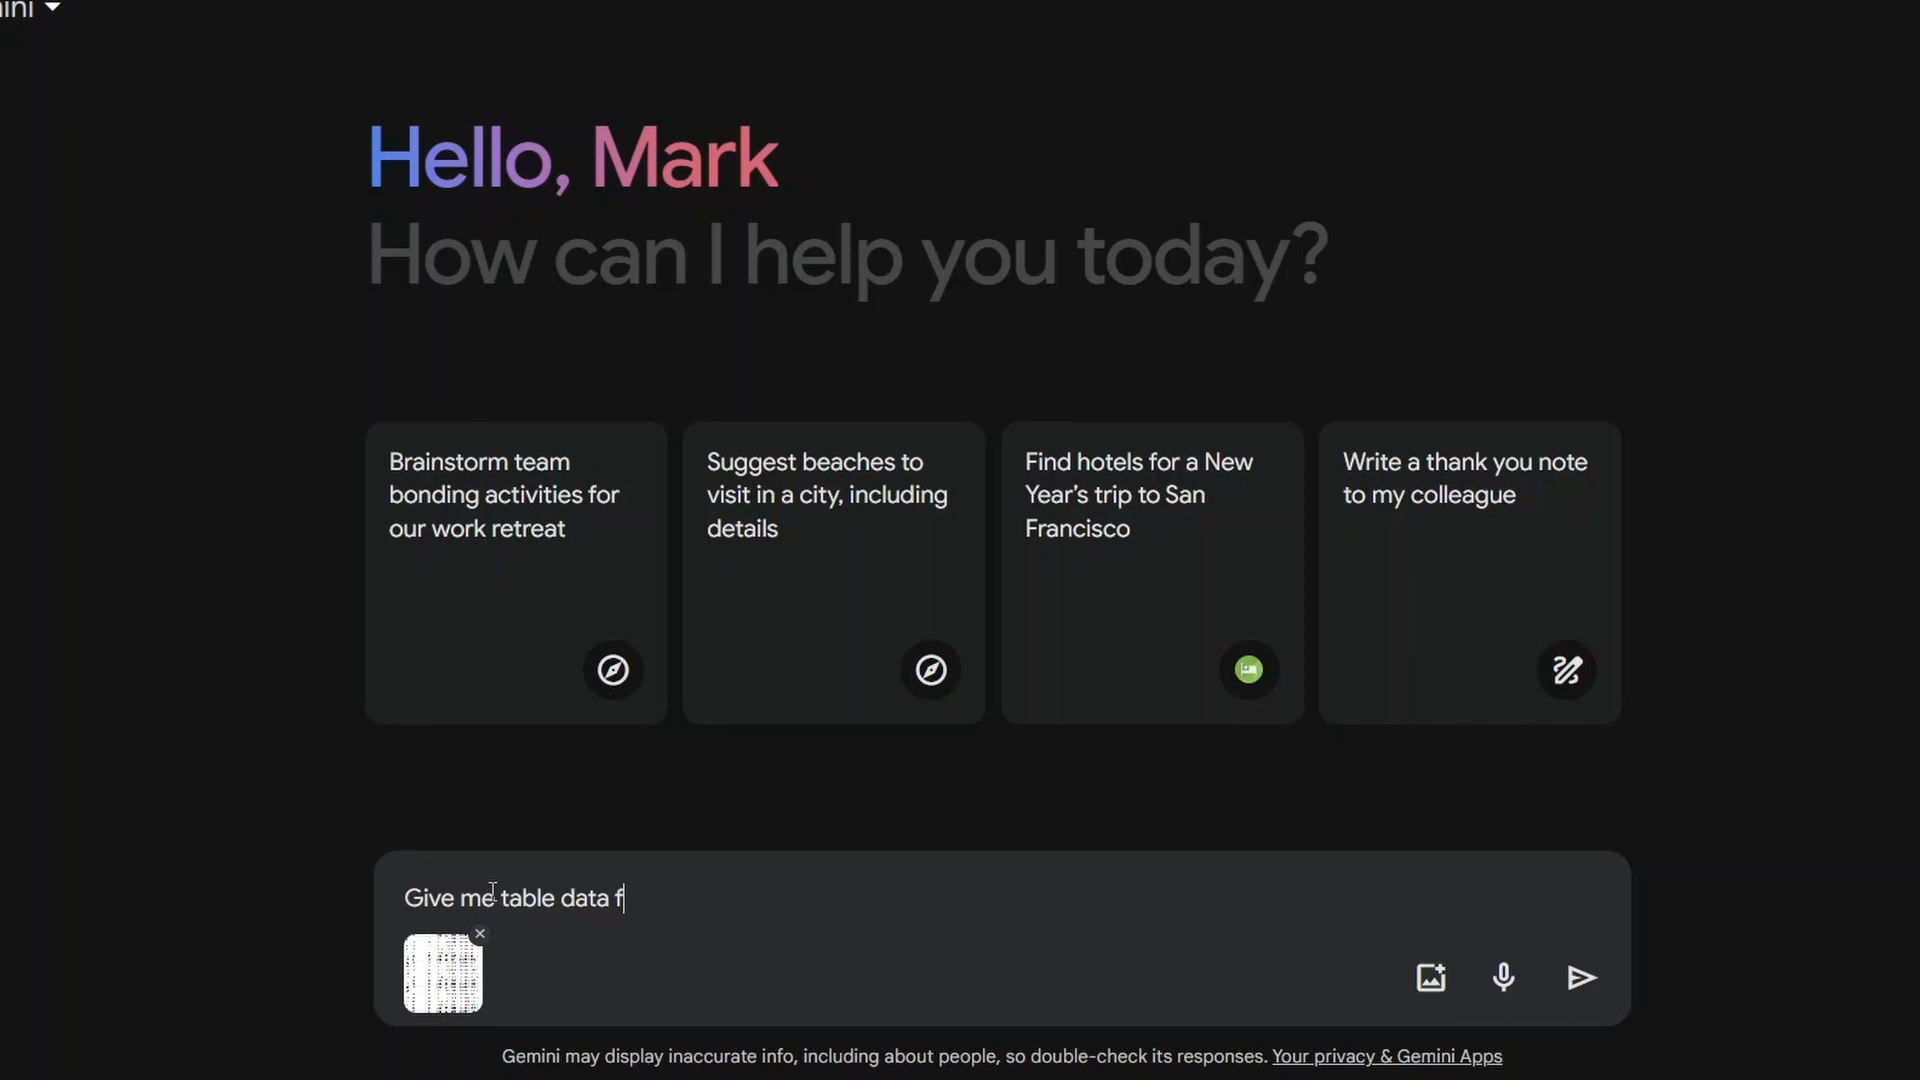 Hello, Mark
How can I help you today?
Brainstorm team
bonding activities for
our work retreat
Suggest beaches to
visit in a city, including
details
Find hotels for a New
Year's trip to San
Francisco
Write a thank you note
to my colleague
Give me table data f
Gemini may display inaccurate info, including about people, so double-check its responses. Your privacy & Gemini Apps